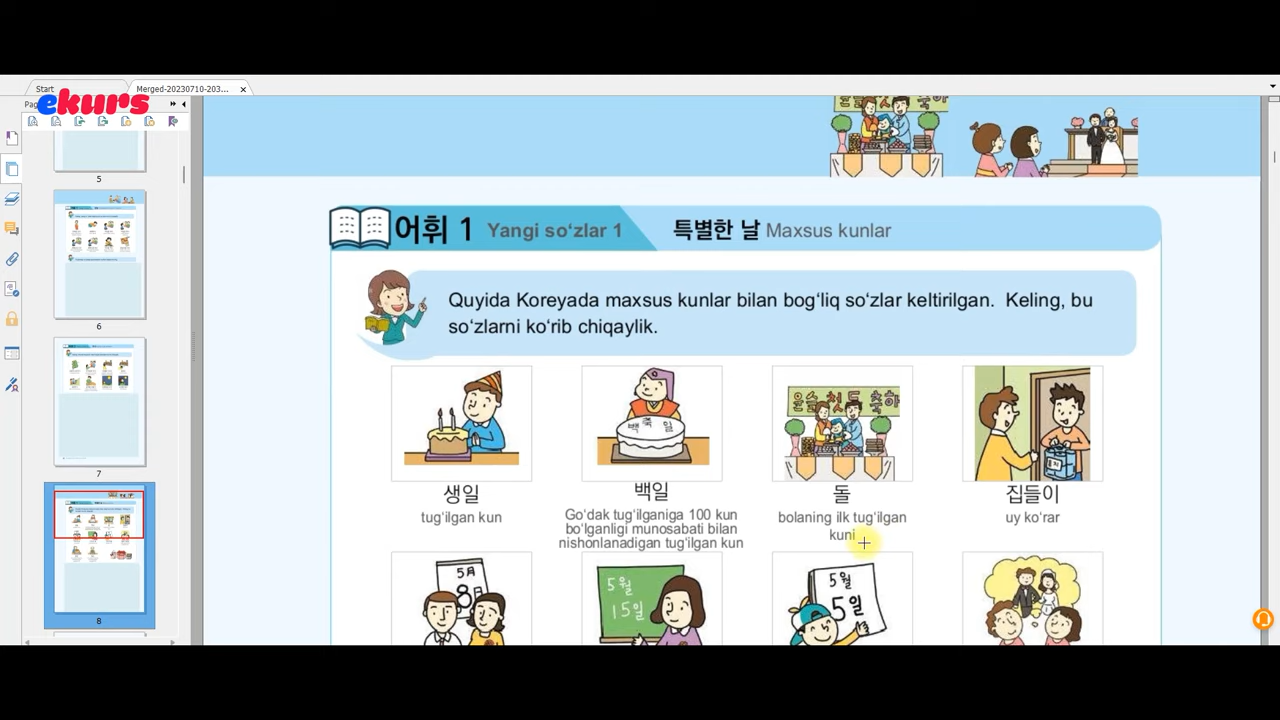 Start
Merged-20230710-203...
ekurs
5
6
7
8
어휘 1 Yangi so‘zlar 1 특별한 날 Maxsus kunlar
Quyida Koreyada maxsus kunlar bilan bog‘liq so‘zlar keltirilgan. Keling, bu
so‘zlarni ko‘rib chiqaylik.
백 일
생일
tug‘ilgan kun
백일
Go‘dak tug‘ilganiga 100 kun
bo‘lganligi munosabati bilan
nishonlanadigan tug‘ilgan kun
돌
bolaning ilk tug‘ilgan
kuni
집들이
uy ko‘rar
5월
15일
5월
5일